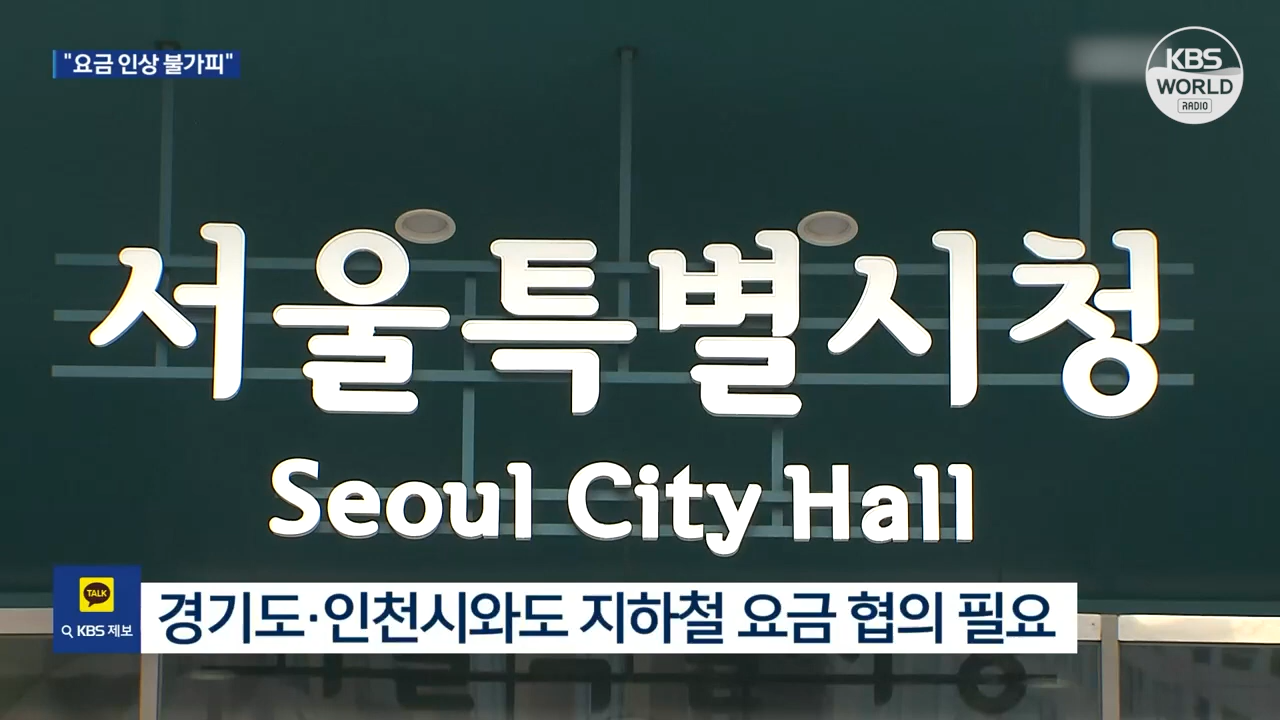 "요금 인상 불가피"
KBS
WORLD
RADIO
서울특별시청
Seoul City Hall
TALK
KBS 제보
경기도·인천시와도 지하철 요금 협의 필요